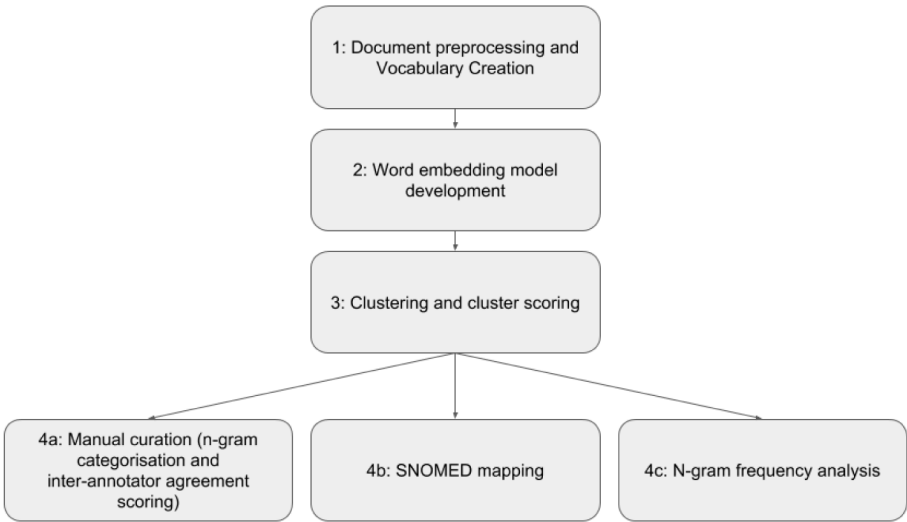 1: Document preprocessing and
Vocabulary Creation
2: Word embedding model
development
3: Clustering and cluster scoring
4a: Manual curation (n-gram
categorisation and
inter-annotator agreement
scoring)
4b: SNOMED mapping
4c: N-gram frequency analysis